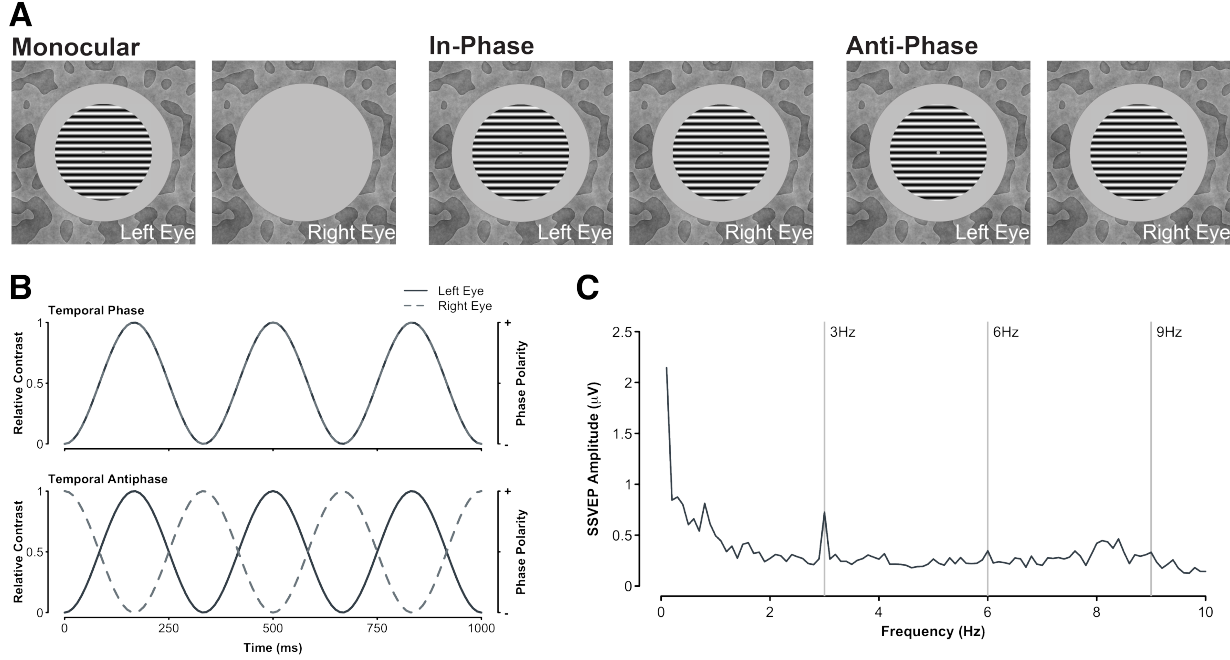 A
Monocular
In-Phase
Anti-Phase
Left Eye
Right Eye
Left Eye
Right Eye
Left Eye
Right Eye
B
Left Eye
Right Eye
Temporal Phase
Relative Contrast
1
0.5
0
+
-
Phase Polarity
Temporal Antiphase
Relative Contrast
1
0.5
0
+
-
Phase Polarity
0 250 500 750 1000
Time (ms)
C
3Hz 6Hz 9Hz
SSVEP Amplitude (μV)
2.5
2
1.5
1
0.5
0
0 2 4 6 8 10
Frequency (Hz)